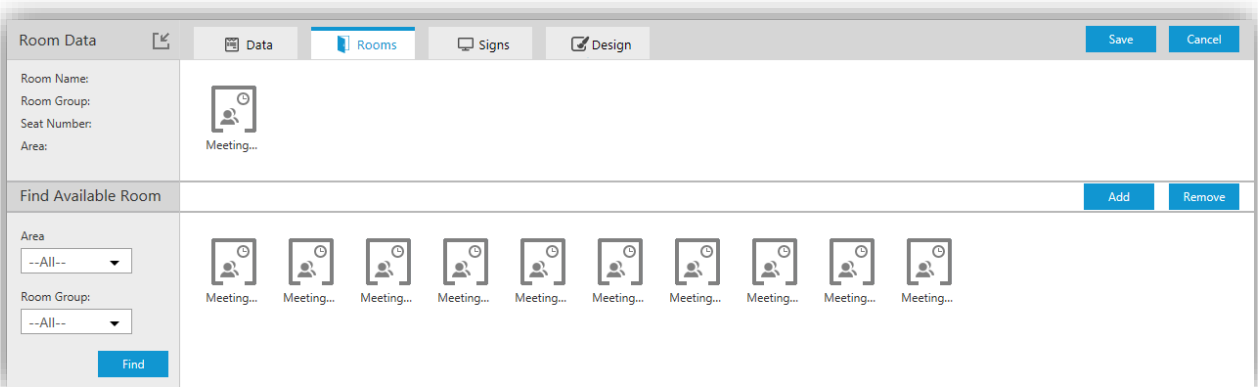 Room Data
Data
Rooms
Signs
Design
Save
Cancel
Room Name:
Room Group:
Seat Number:
Area:
Meeting...
Find Available Room
Add
Remove
Area
--All--
Room Group:
--All--
Find
Meeting... Meeting... Meeting... Meeting... Meeting... Meeting... Meeting... Meeting... Meeting... Meeting...